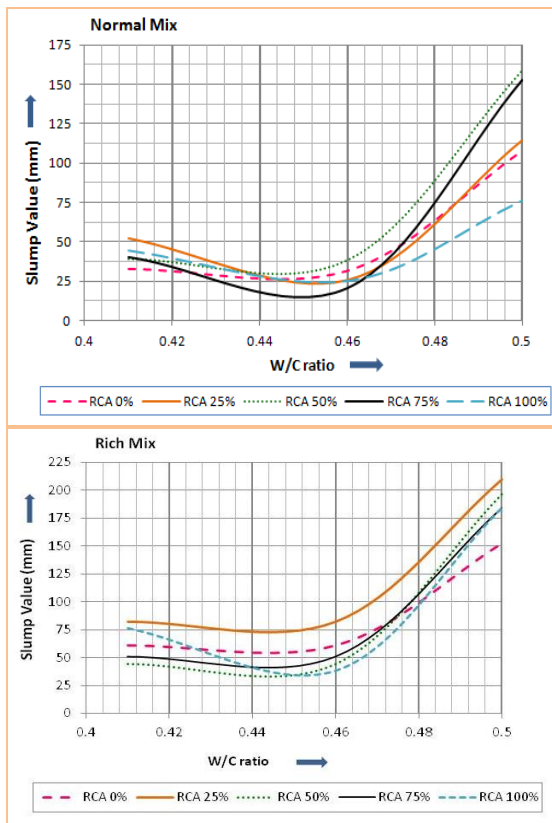 Normal Mix
175
150
125
100
75
50
25
0
Slump Value (mm)
0.4 0.42 0.44 0.46 0.48 0.5
W/C ratio
RCA 0% RCA 25% RCA 50% RCA 75% RCA 100%
Rich Mix
225
200
175
150
125
100
75
50
25
0
Slump Value (mm)
0.4 0.42 0.44 0.46 0.48 0.5
W/C ratio
RCA 0% RCA 25% RCA 50% RCA 75% RCA 100%